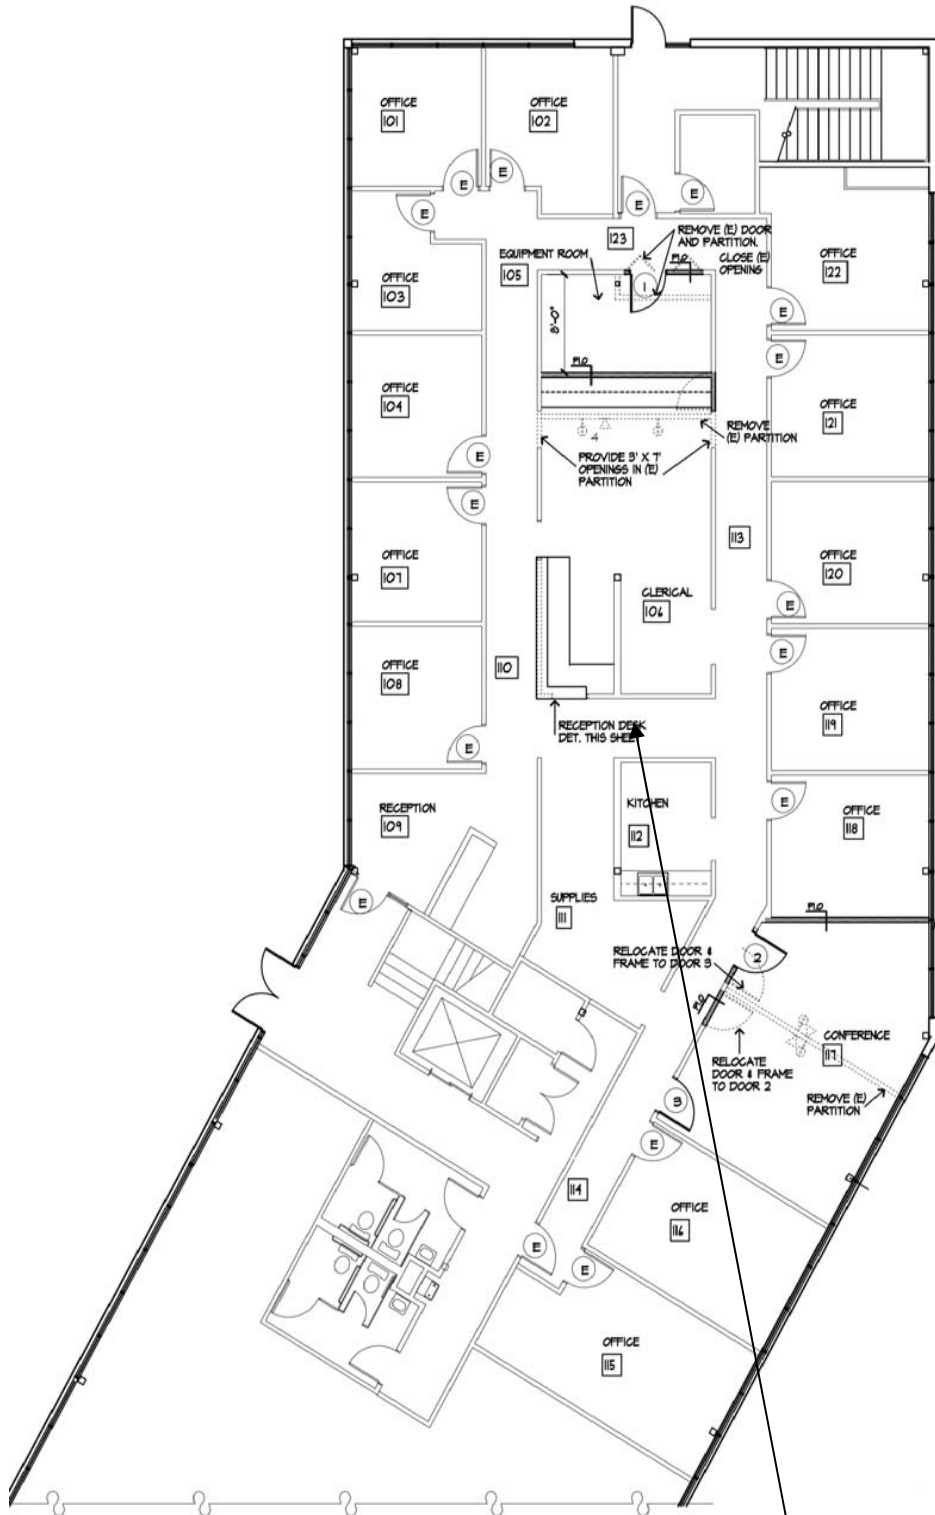 OFFICE
101
OFFICE
102
E
E
E
E
E
123
REMOVE (E) DOOR
AND PARTITION.
EQUIPMENT ROOM
105
CLOSE (E)
OPENING
OFFICE
122
OFFICE
103
1
8'-0"
E
E
OFFICE
104
OFFICE
121
REMOVE
(E) PARTITION
4
PROVIDE 3' X 7'
OPENINGS IN (E)
PARTITION
E
E
113
OFFICE
107
OFFICE
120
CLERICAL
106
E
E
110
OFFICE
108
OFFICE
119
RECEPTION DESK
DET. THIS SHEE
E
RECEPTION
109
KITCHEN
112
E
OFFICE
118
SUPPLIES
111
E
RELOCATE DOOR &
FRAME TO DOOR 3
2
CONFERENCE
117
RELOCATE
DOOR & FRAME
TO DOOR 2
REMOVE (E)
PARTITION
3
E
114
OFFICE
116
E
E
OFFICE
115